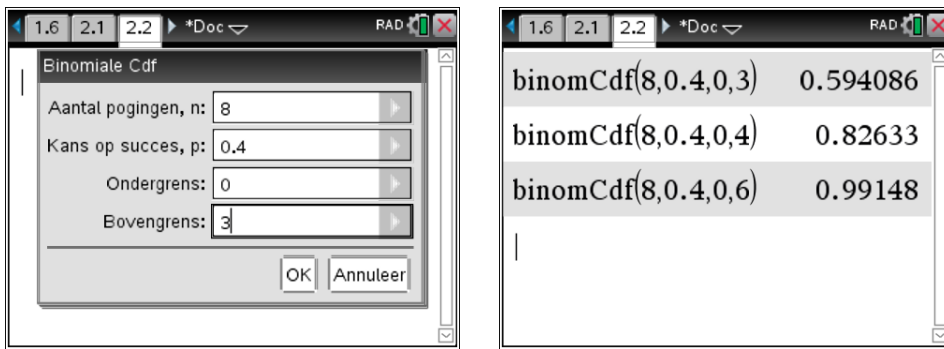 1.6 2.1 2.2 *Doc RAD
Binomiale Cdf
Aantal pogingen, n: 8
Kans op succes, p: 0.4
Ondergrens: 0
Bovengrens: 3
OK Annuleer
1.6 2.1 2.2 *Doc RAD
binomCdf(8,0.4,0,3) 0.594086
binomCdf(8,0.4,0,4) 0.82633
binomCdf(8,0.4,0,6) 0.99148